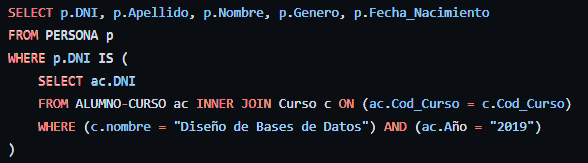 SELECT p.DNI, p.Apellido, p.Nombre, p.Genero, p.Fecha_Nacimiento
FROM PERSONA p
WHERE p.DNI IS (
    SELECT ac.DNI
    FROM ALUMNO-CURSO ac INNER JOIN Curso c ON (ac.Cod_Curso = c.Cod_Curso)
    WHERE (c.nombre = "Diseño de Bases de Datos") AND (ac.Año = "2019")
)